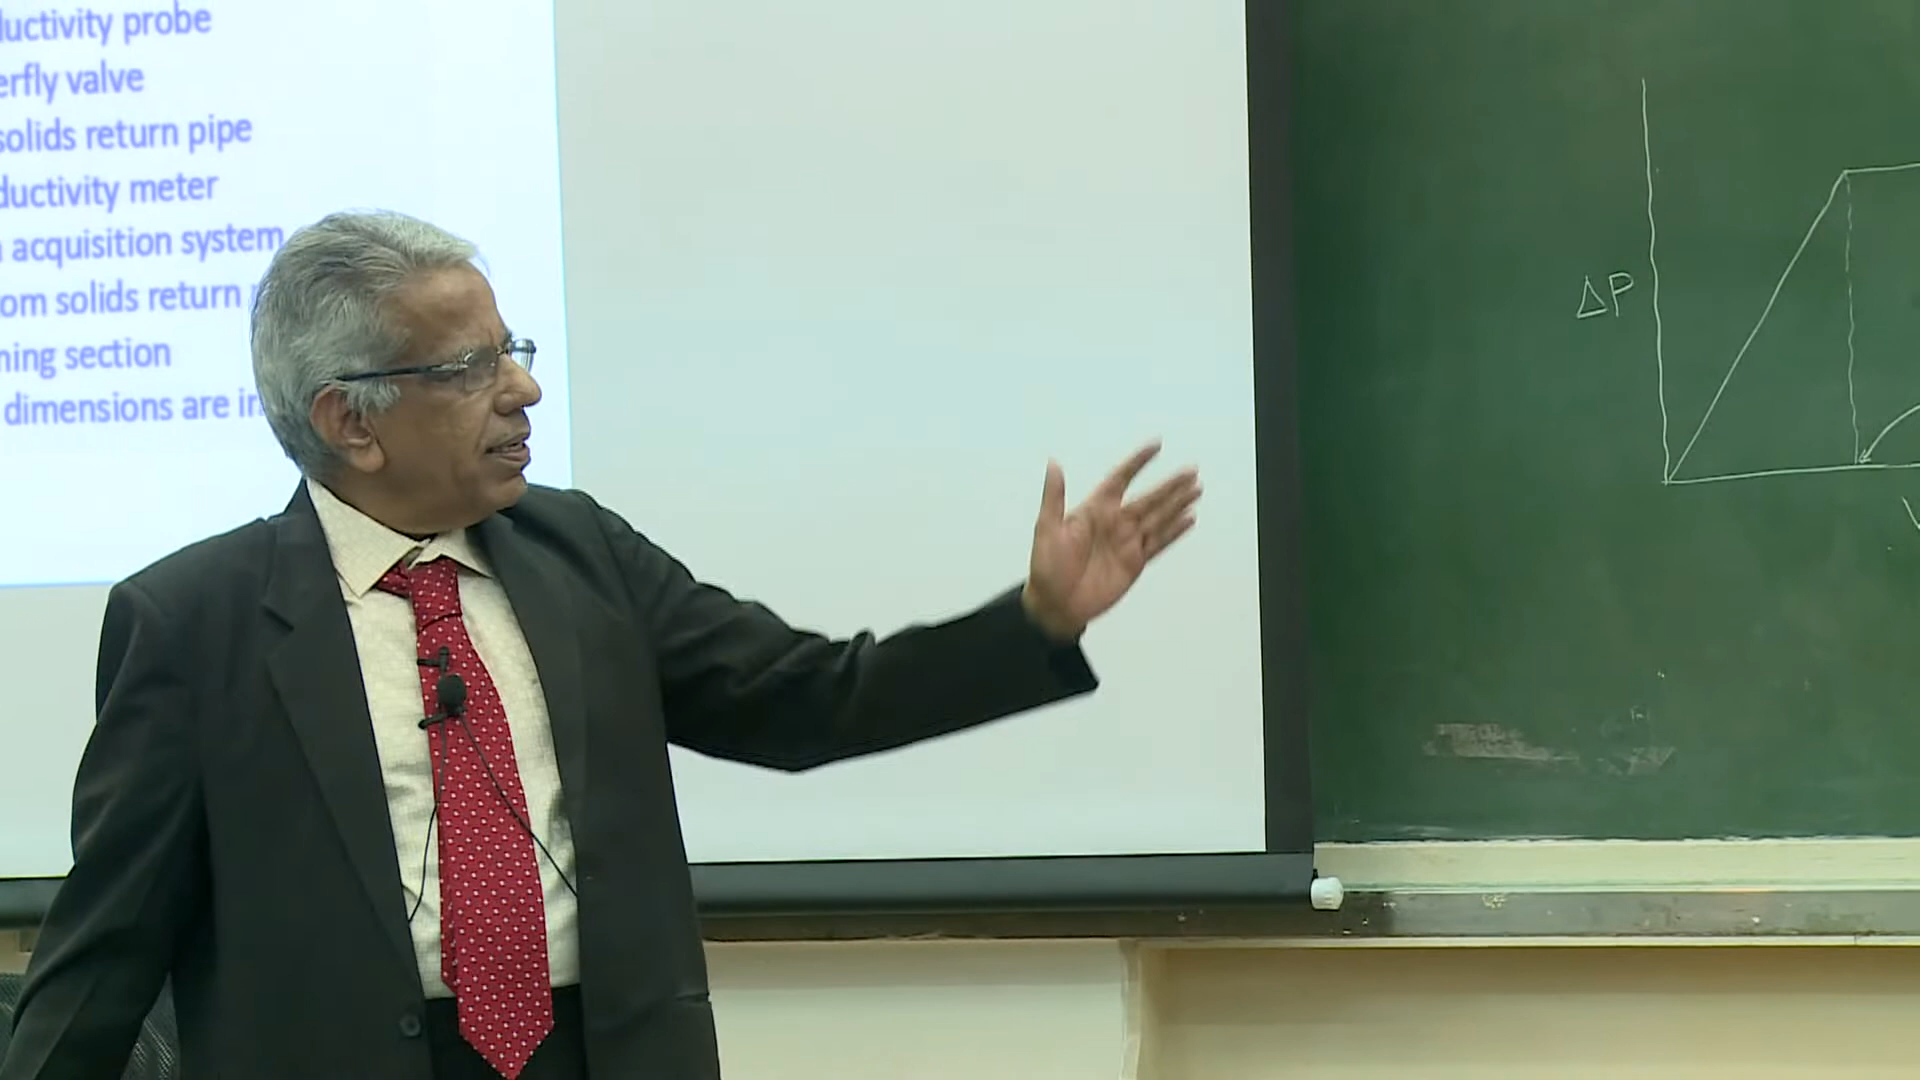 ductivity probe
erfly valve
solids return pipe
ductivity meter
acquisition system
om solids return
ning section
dimensions are in
ΔP
V